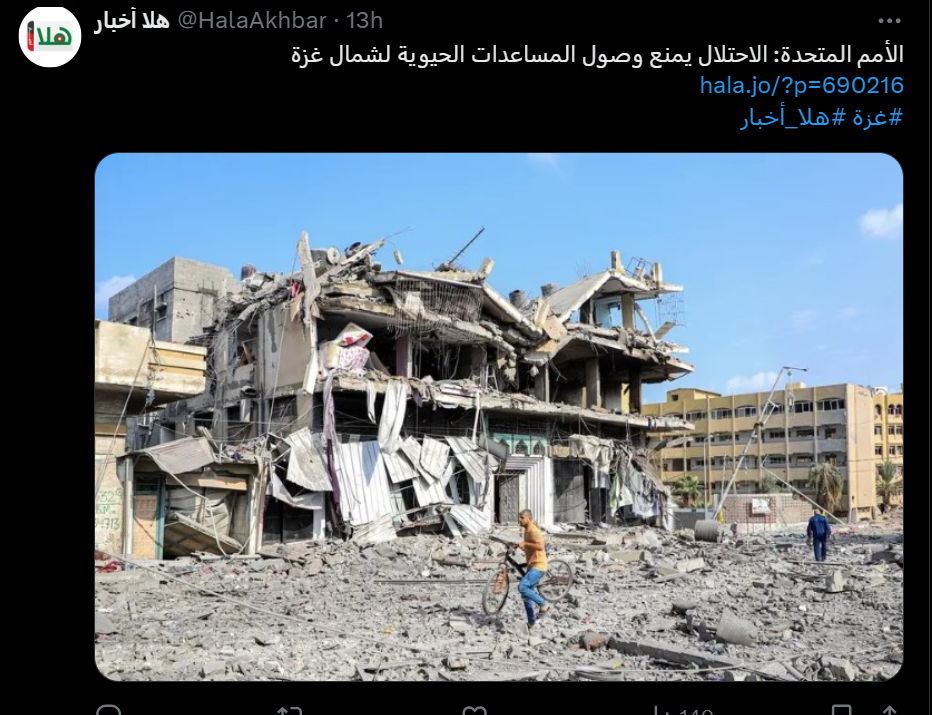 هلا أخبار @HalaAkhbar · 13h
الأمم المتحدة: الاحتلال يمنع وصول المساعدات الحيوية لشمال غزة
hala.jo/?p=690216
#غزة #هلا_أخبار
هلا